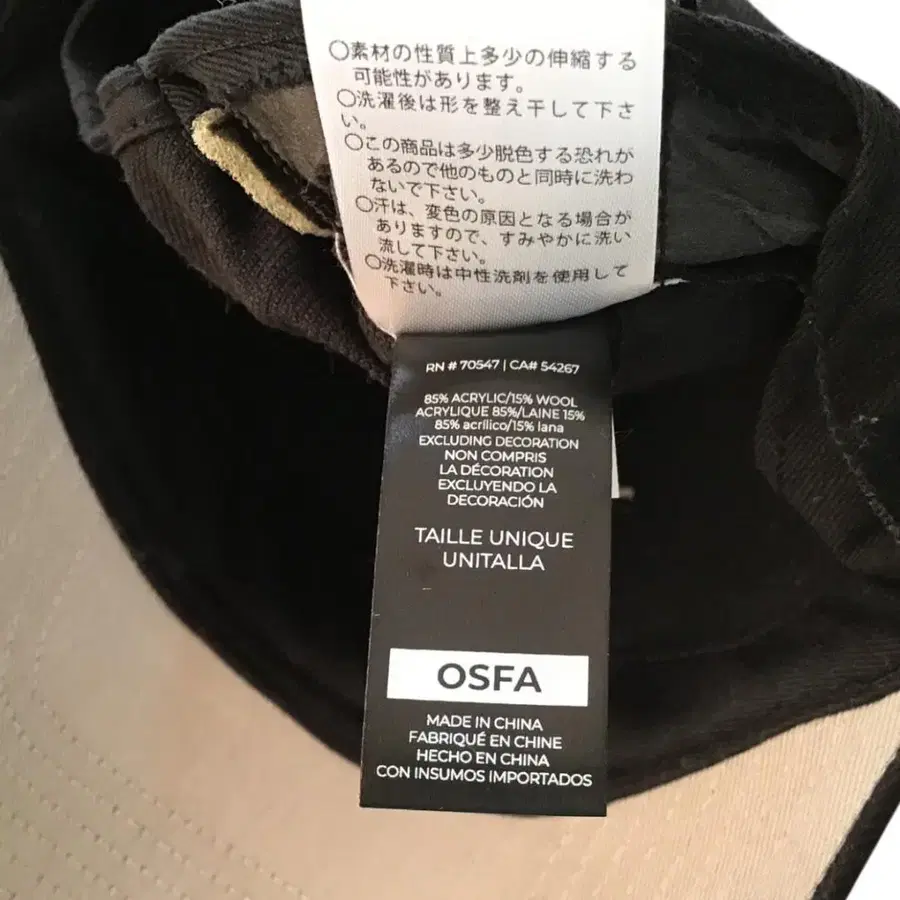 〇素材の性質上多少の伸縮する
可能性があります。
〇洗濯後は形を整え干して下さ
い。
〇この商品は多少脱色する恐れが
あるので他のものと同時に洗わ
ないで下さい。
〇汗は、変色の原因となる場合が
ありますので、すみやかに洗い
流して下さい。
〇洗濯時は中性洗剤を使用して
下さい。
RN # 70547 | CA# 54267
85% ACRYLIC/15% WOOL
ACRYLIQUE 85%/LAINE 15%
85% acrílico/15% lana
EXCLUDING DECORATION
NON COMPRIS
LA DÉCORATION
EXCLUYENDO LA
DECORACIÓN
TAILLE UNIQUE
UNITALLA
OSFA
MADE IN CHINA
FABRIQUÉ EN CHINE
HECHO EN CHINA
CON INSUMOS IMPORTADOS